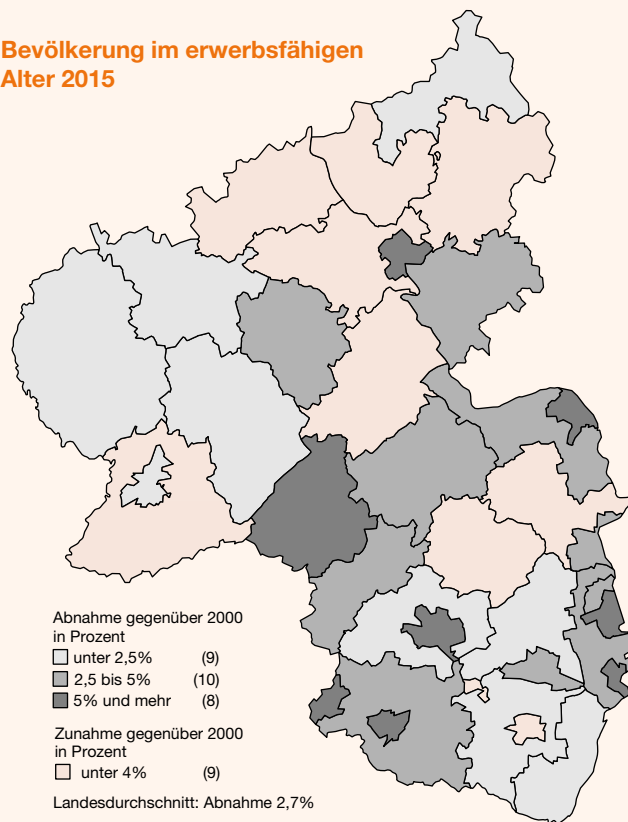 Bevölkerung im erwerbsfähigen
Alter 2015
Abnahme gegenüber 2000
in Prozent
unter 2,5% (9)
2,5 bis 5% (10)
5% und mehr (8)
Zunahme gegenüber 2000
in Prozent
unter 4% (9)
Landesdurchschnitt: Abnahme 2,7%